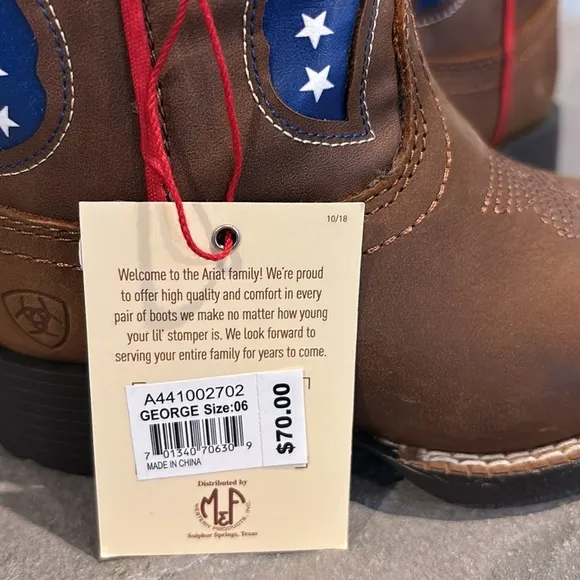 10/18
Welcome to the Ariat family! We're proud
to offer high quality and comfort in every
pair of boots we make no matter how young
your lil' stomper is. We look forward to
serving your entire family for years to come.
A441002702
GEORGE Size:06
$70.00
7 01340 70630 9
MADE IN CHINA
Distributed by
M&F
WESTERN PRODUCTS, INC.
Sulphur Springs, Texas